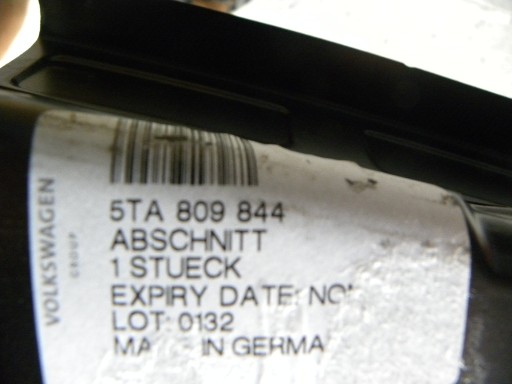 VOLKSWAGEN
GROUP
5TA 809 844
ABSCHNITT
1 STUECK
EXPIRY DATE:
LOT: 0132
IN